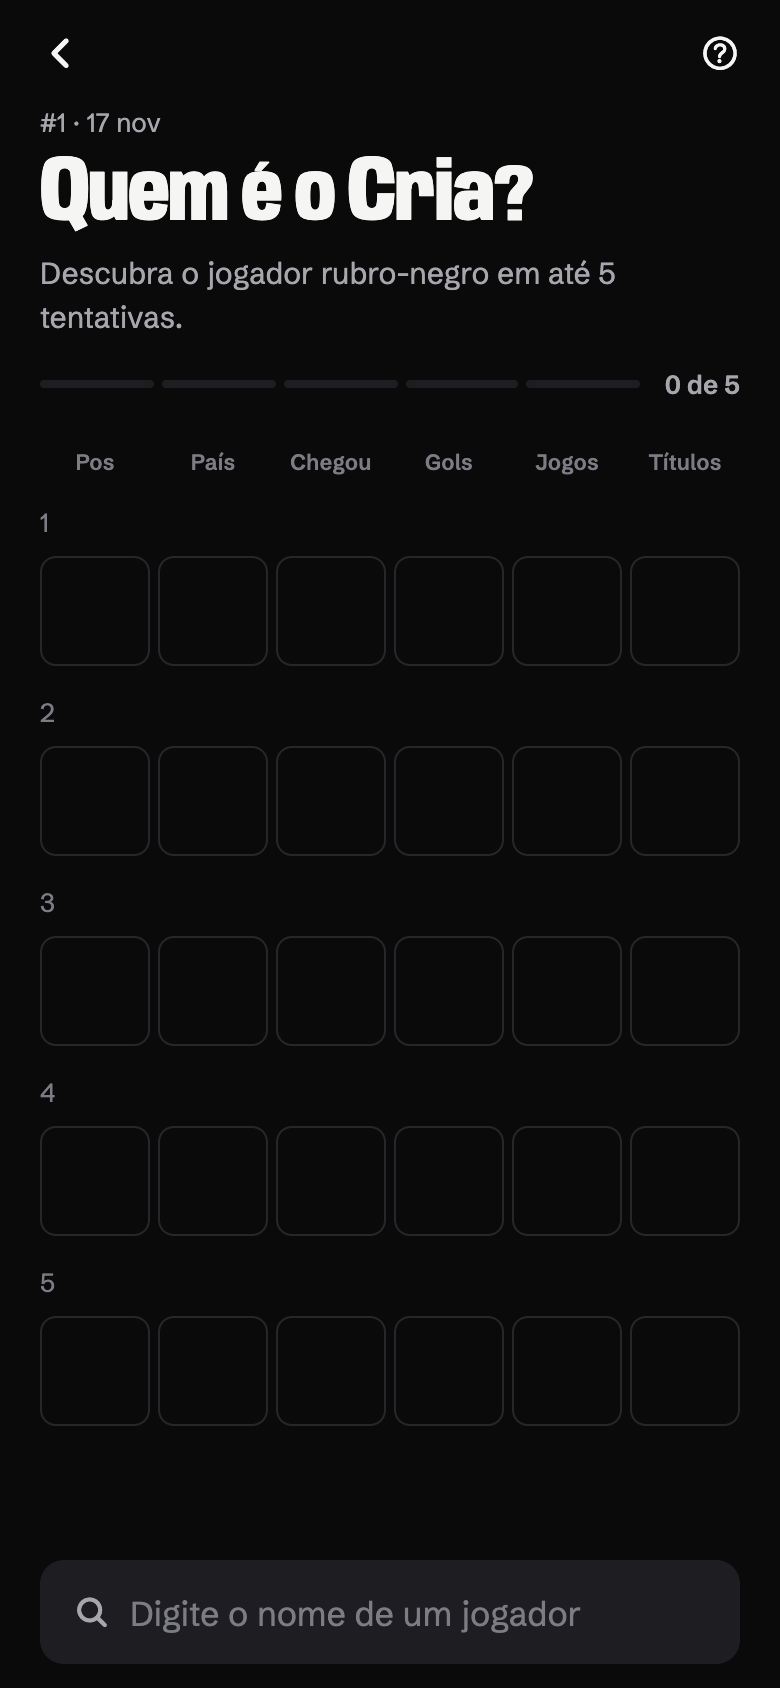 #1 · 17 nov
Quem é o Cria?
Descubra o jogador rubro-negro em até 5
tentativas.
0 de 5
Pos País Chegou Gols Jogos Títulos
1
2
3
4
5
Digite o nome de um jogador